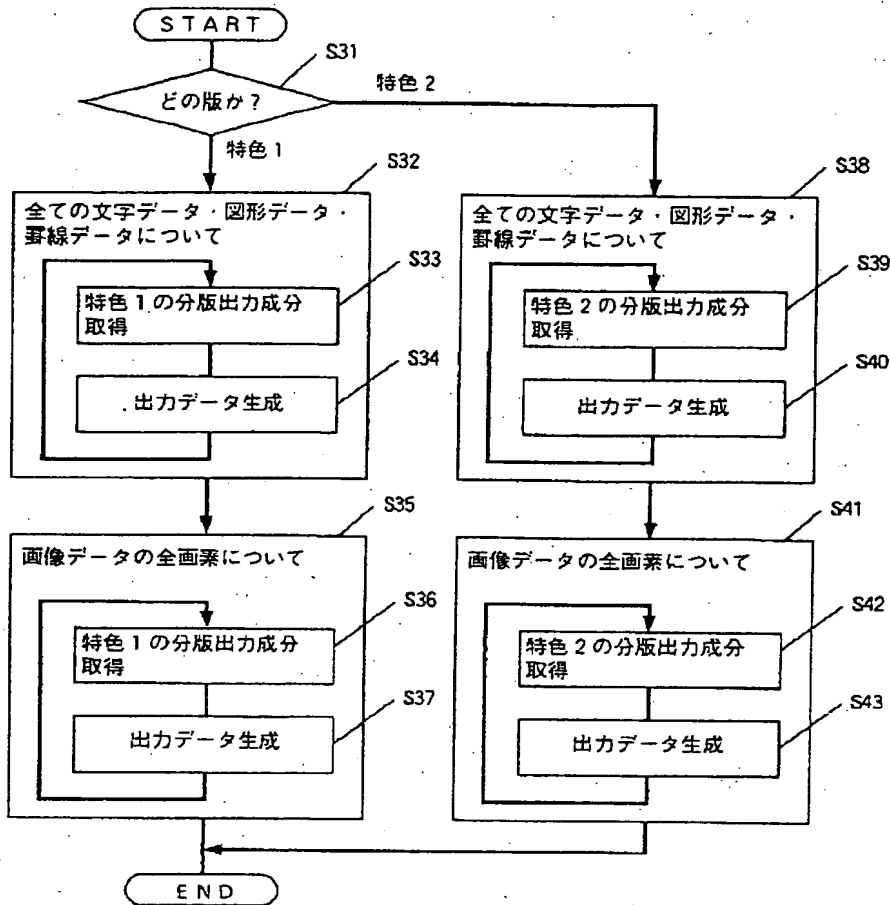 START
S31
どの版か?
特色2
特色1
S32
全ての文字データ・図形データ・
罫線データについて
S33
特色1の分版出力成分
取得
S34
出力データ生成
S35
画像データの全画素について
S36
特色1の分版出力成分
取得
S37
出力データ生成
S38
全ての文字データ・図形データ・
罫線データについて
S39
特色2の分版出力成分
取得
S40
出力データ生成
S41
画像データの全画素について
S42
特色2の分版出力成分
取得
S43
出力データ生成
END